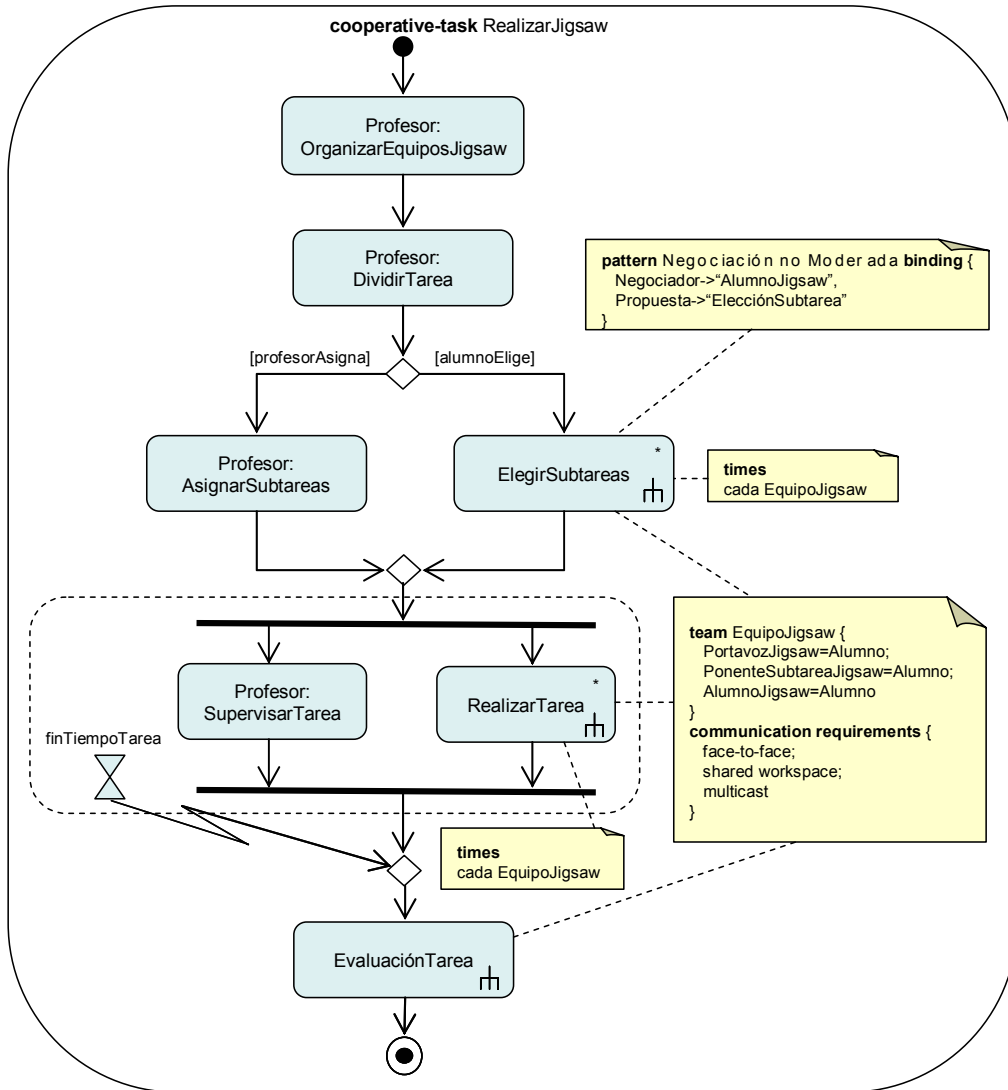 cooperative-task RealizarJigsaw
Profesor:
OrganizarEquiposJigsaw
Profesor:
DividirTarea
pattern Negociación no Moderada binding {
Negociador->“AlumnoJigsaw”,
Propuesta->“ElecciónSubtarea”
}
[profesorAsigna]
[alumnoElige]
Profesor:
AsignarSubtareas
*
ElegirSubtareas
times
cada EquipoJigsaw
Profesor:
SupervisarTarea
*
RealizarTarea
team EquipoJigsaw {
PortavozJigsaw=Alumno;
PonenteSubtareaJigsaw=Alumno;
AlumnoJigsaw=Alumno
}
communication requirements {
face-to-face;
shared workspace;
multicast
}
finTiempoTarea
times
cada EquipoJigsaw
EvaluaciónTarea